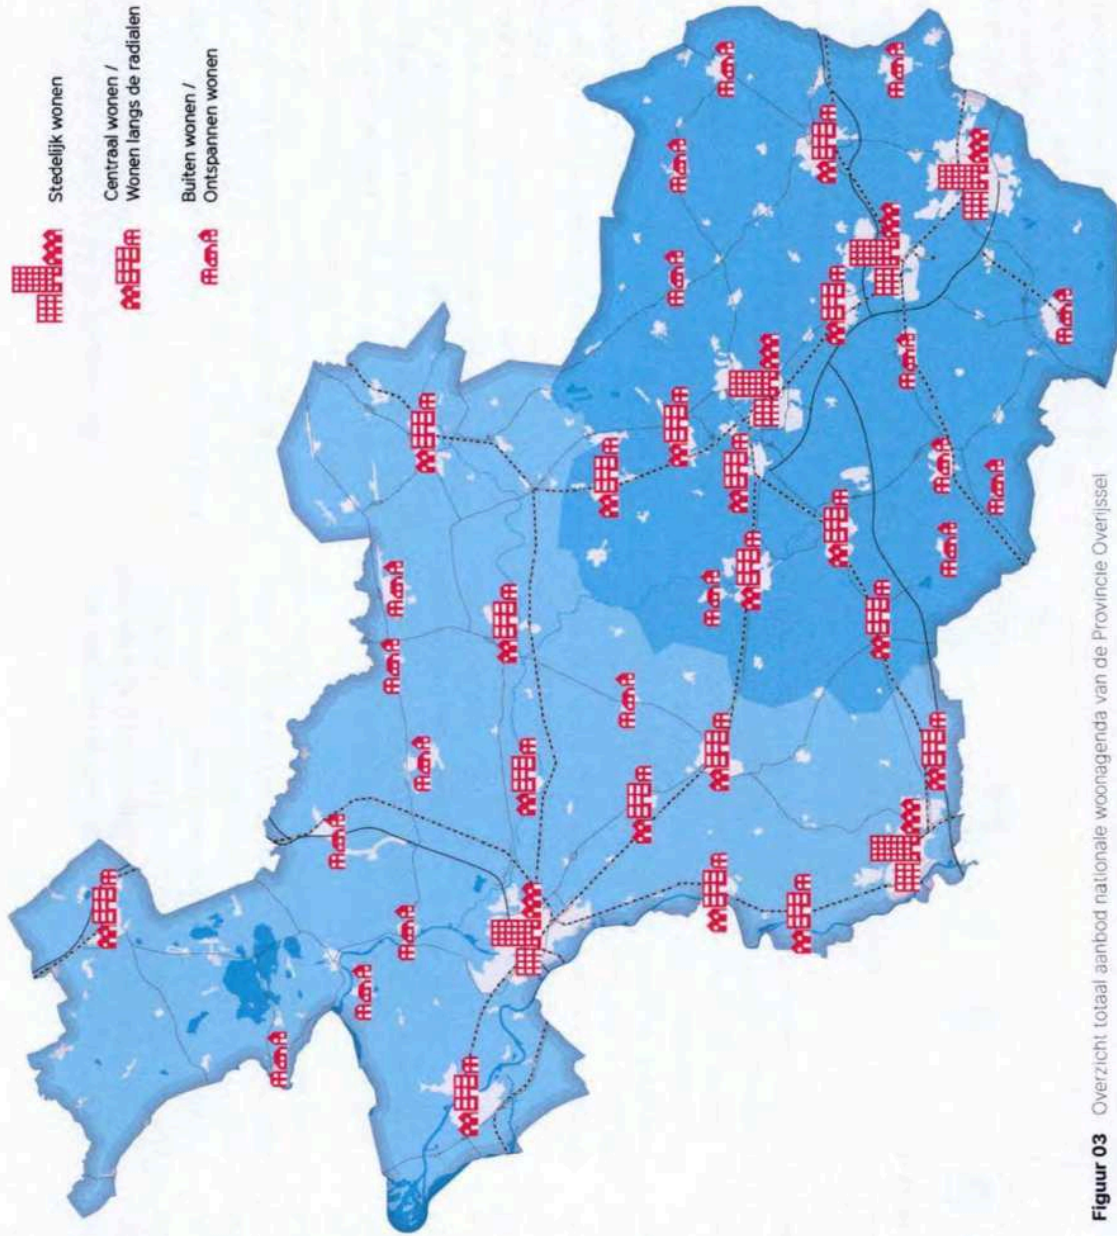 Stedelijk wonen
Centraal wonen /
Wonen langs de radialen
Buiten wonen /
Ontspannen wonen
Figuur 03 Overzicht totaal aanbod nationale woonagenda van de Provincie Overijssel